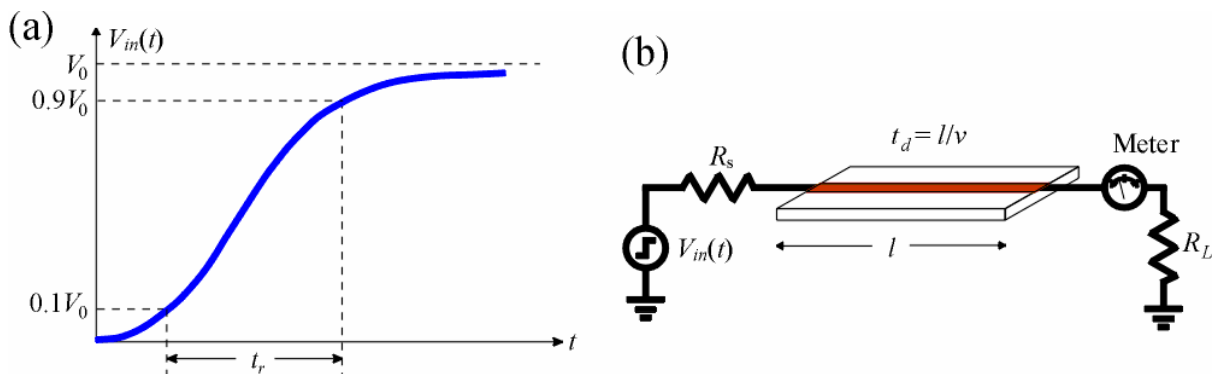 (a)
V_in(t)
V_0
0.9V_0
0.1V_0
t_r
t
(b)
t_d = l/v
Meter
R_s
V_in(t)
l
R_L